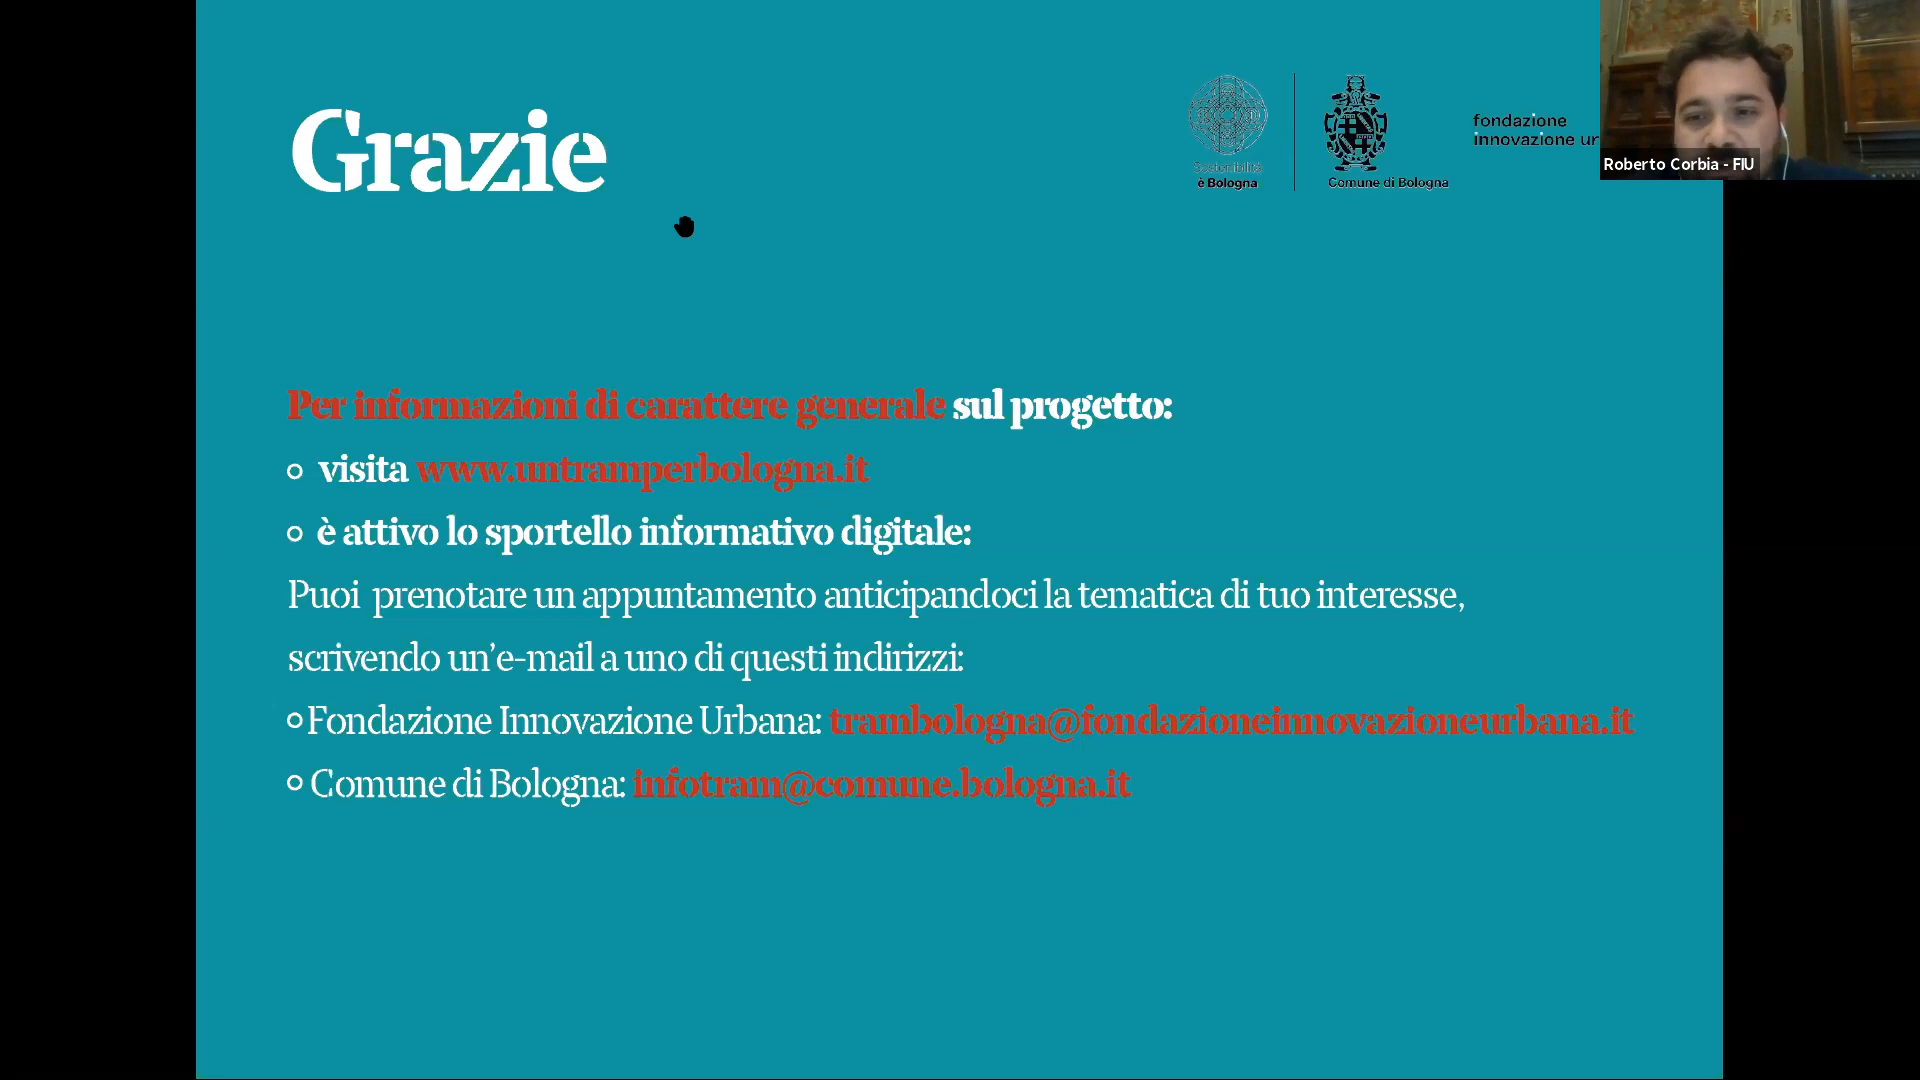 Grazie
Sostenibilità
è Bologna
Comune di Bologna
fondazione
innovazione
Roberto Corbia - FIU
Per informazioni di carattere generale sul progetto:
visita www.untramperbologna.it
è attivo lo sportello informativo digitale:
Puoi prenotare un appuntamento anticipandoci la tematica di tuo interesse,
scrivendo un’e-mail a uno di questi indirizzi:
Fondazione Innovazione Urbana: trambologna@fondazioneinnovazioneurbana.it
Comune di Bologna: infotram@comune.bologna.it